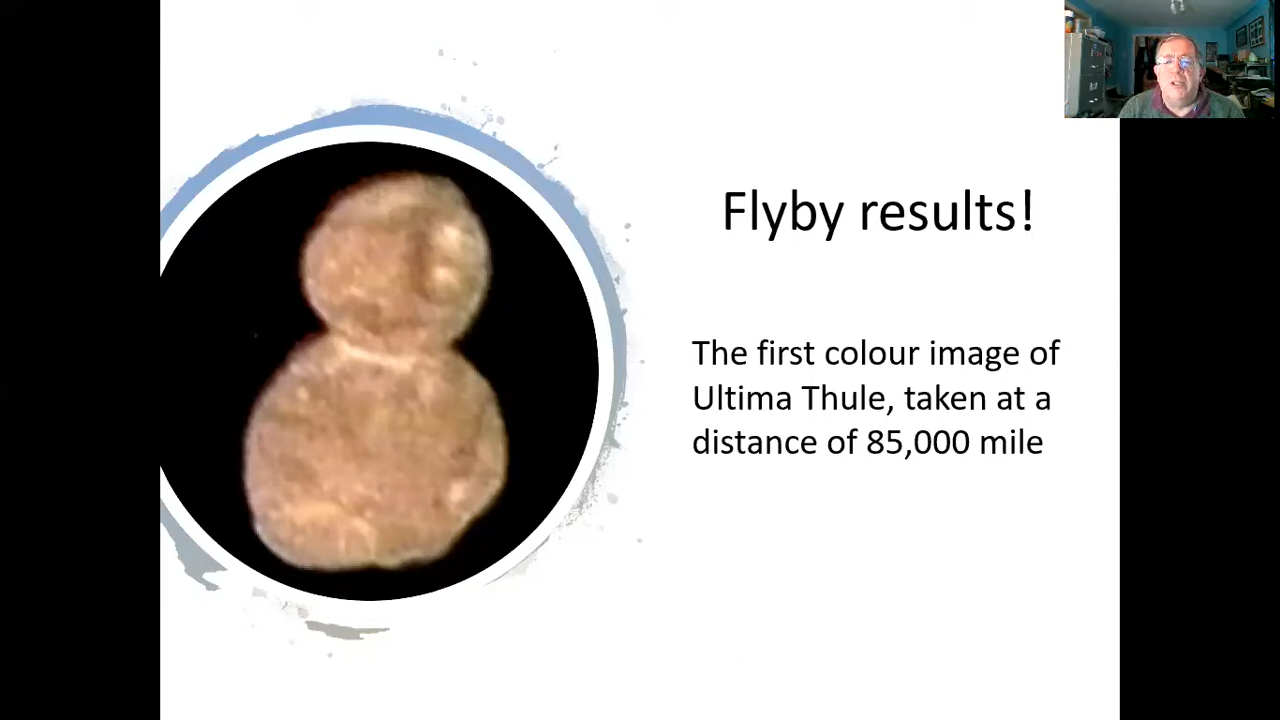 Flyby results!
The first colour image of
Ultima Thule, taken at a
distance of 85,000 mile